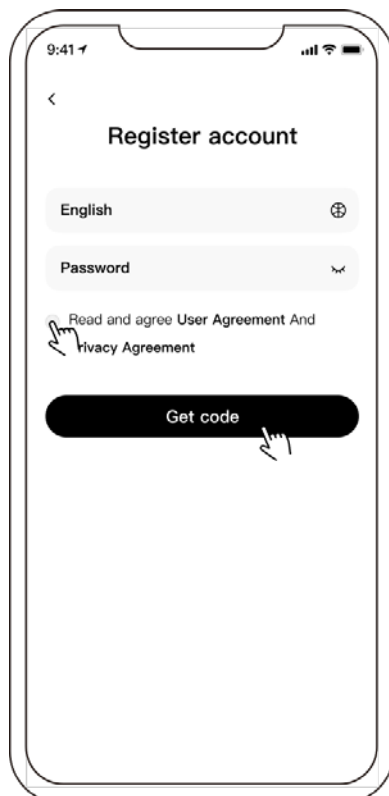 9:41
Register account
English
Password
Read and agree User Agreement And
rivacy Agreement
Get code